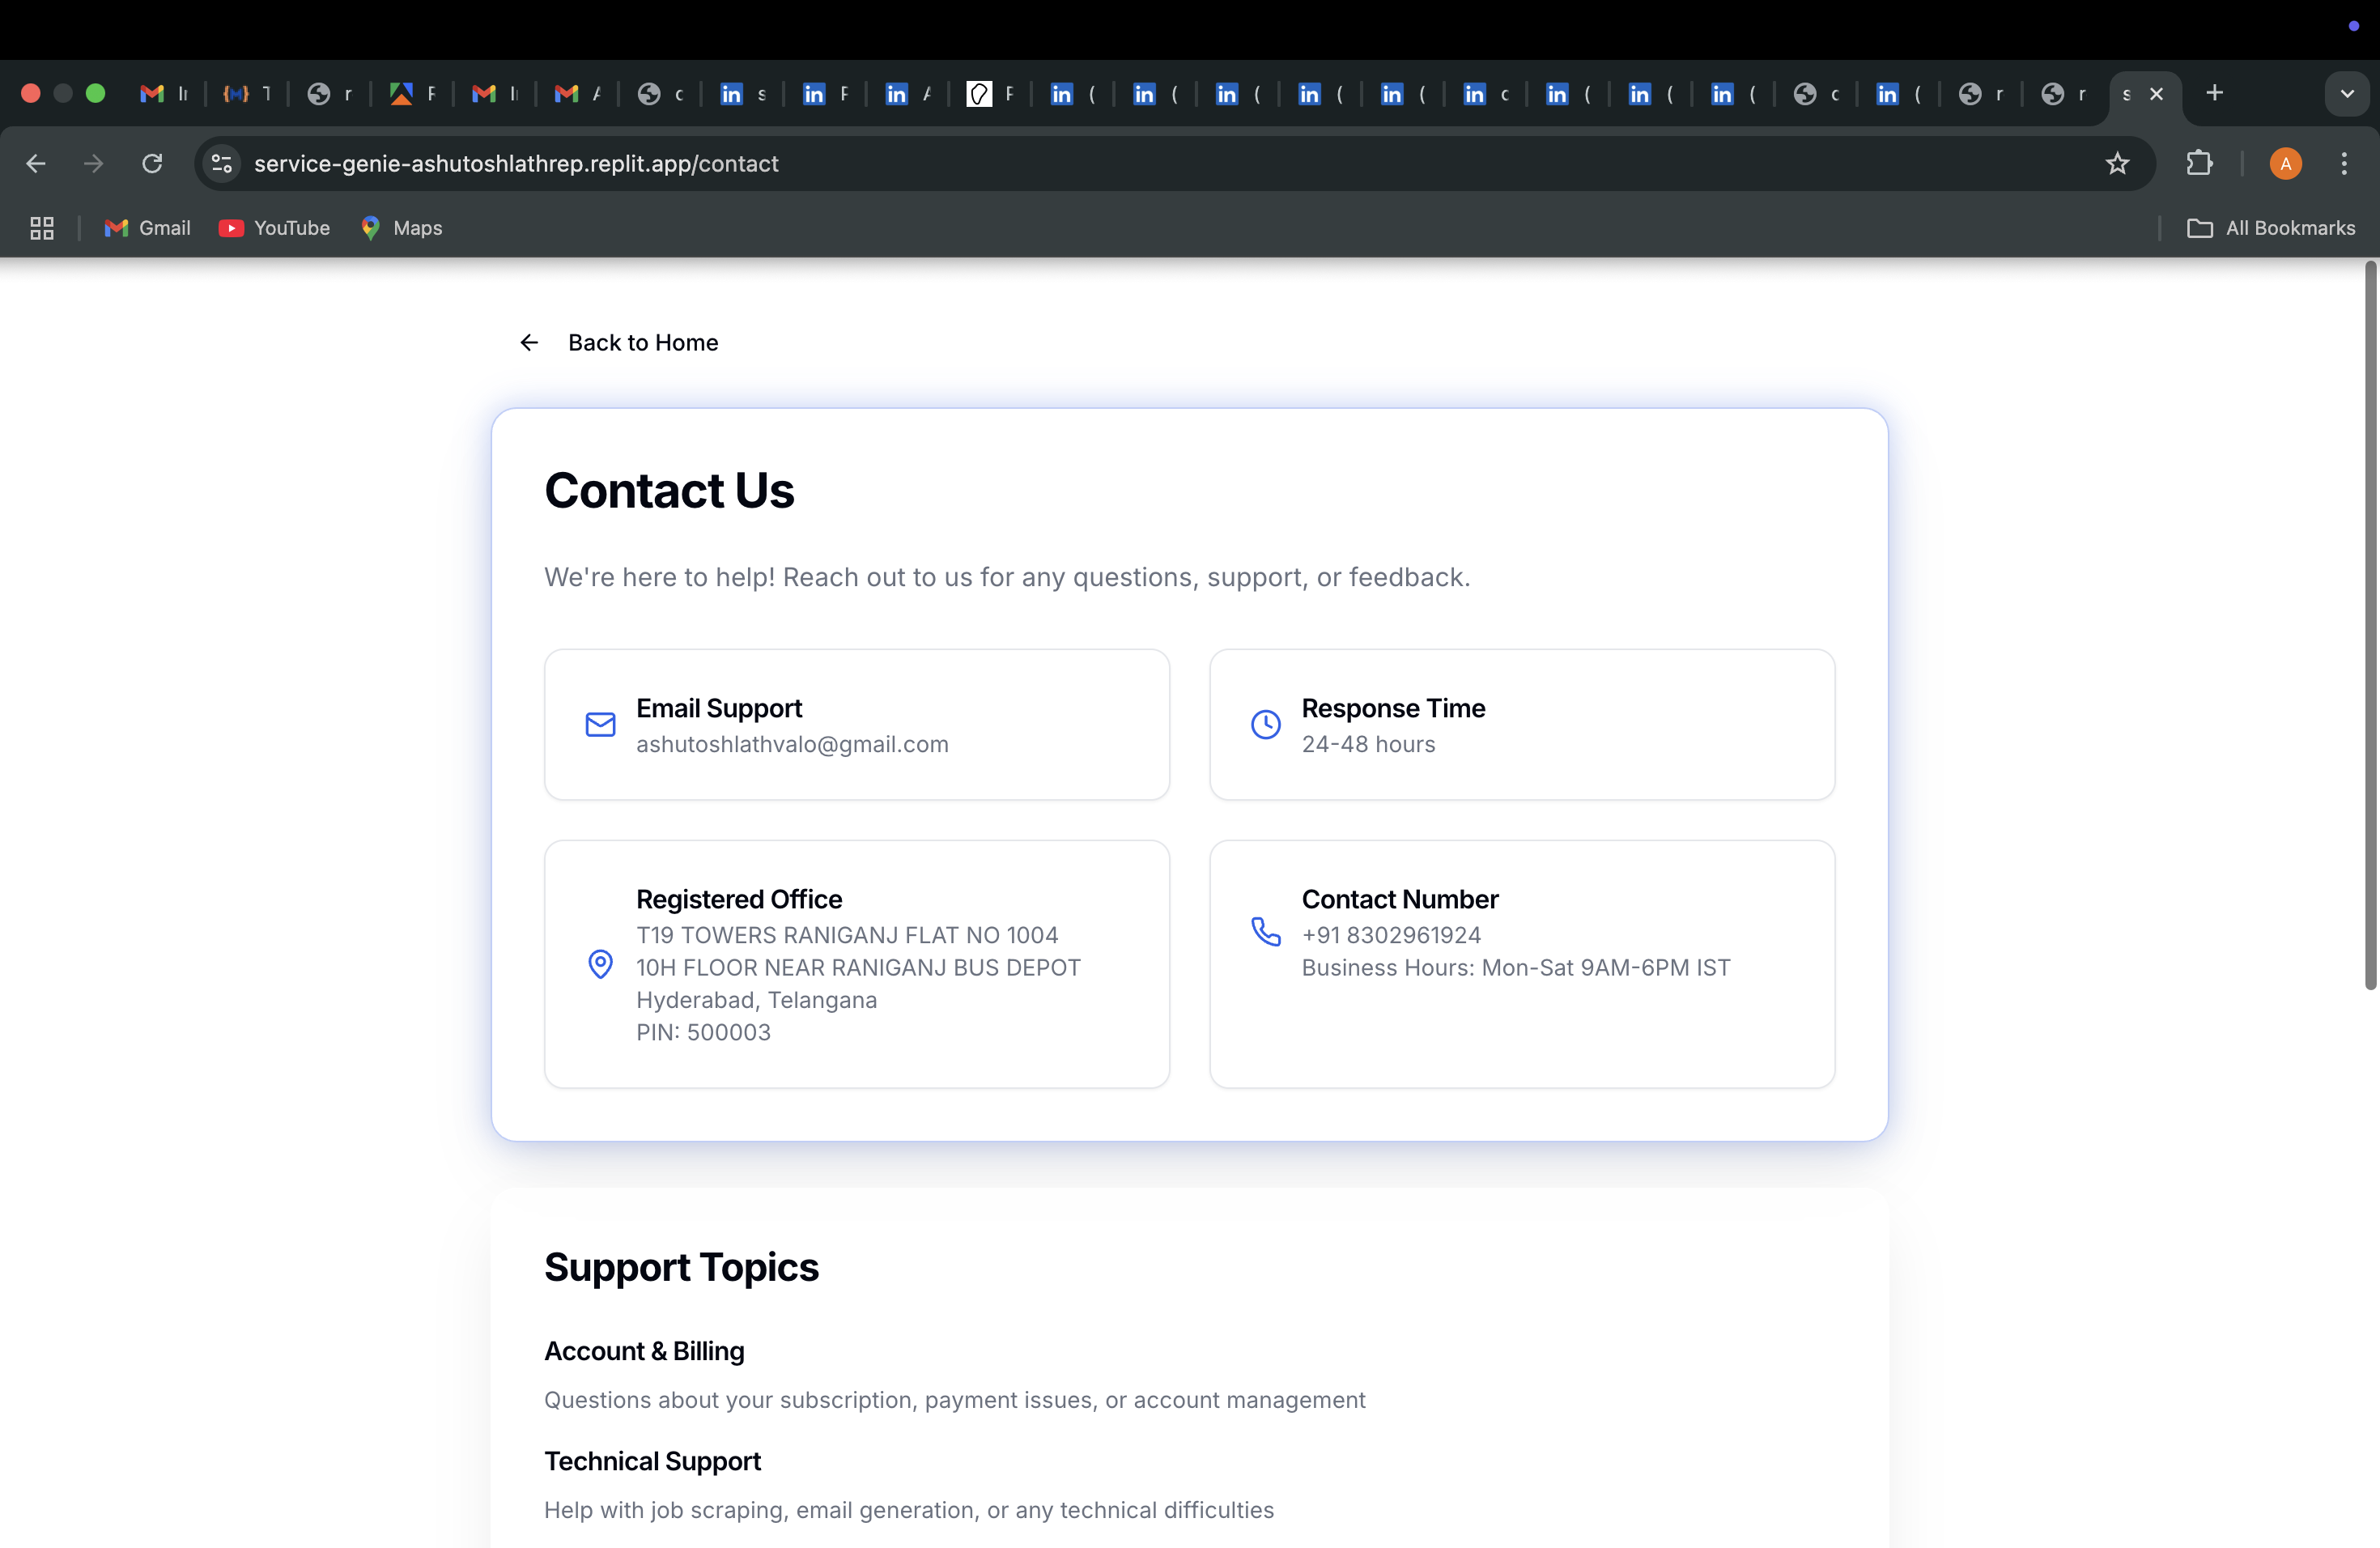 service-genie-ashutoshlathrep.replit.app/contact
Gmail
YouTube
Maps
All Bookmarks
A
Back to Home
Contact Us
We're here to help! Reach out to us for any questions, support, or feedback.
Email Support
ashutoshlathvalo@gmail.com
Response Time
24-48 hours
Registered Office
T19 TOWERS RANIGANJ FLAT NO 1004
10H FLOOR NEAR RANIGANJ BUS DEPOT
Hyderabad, Telangana
PIN: 500003
Contact Number
+91 8302961924
Business Hours: Mon-Sat 9AM-6PM IST
Support Topics
Account & Billing
Questions about your subscription, payment issues, or account management
Technical Support
Help with job scraping, email generation, or any technical difficulties